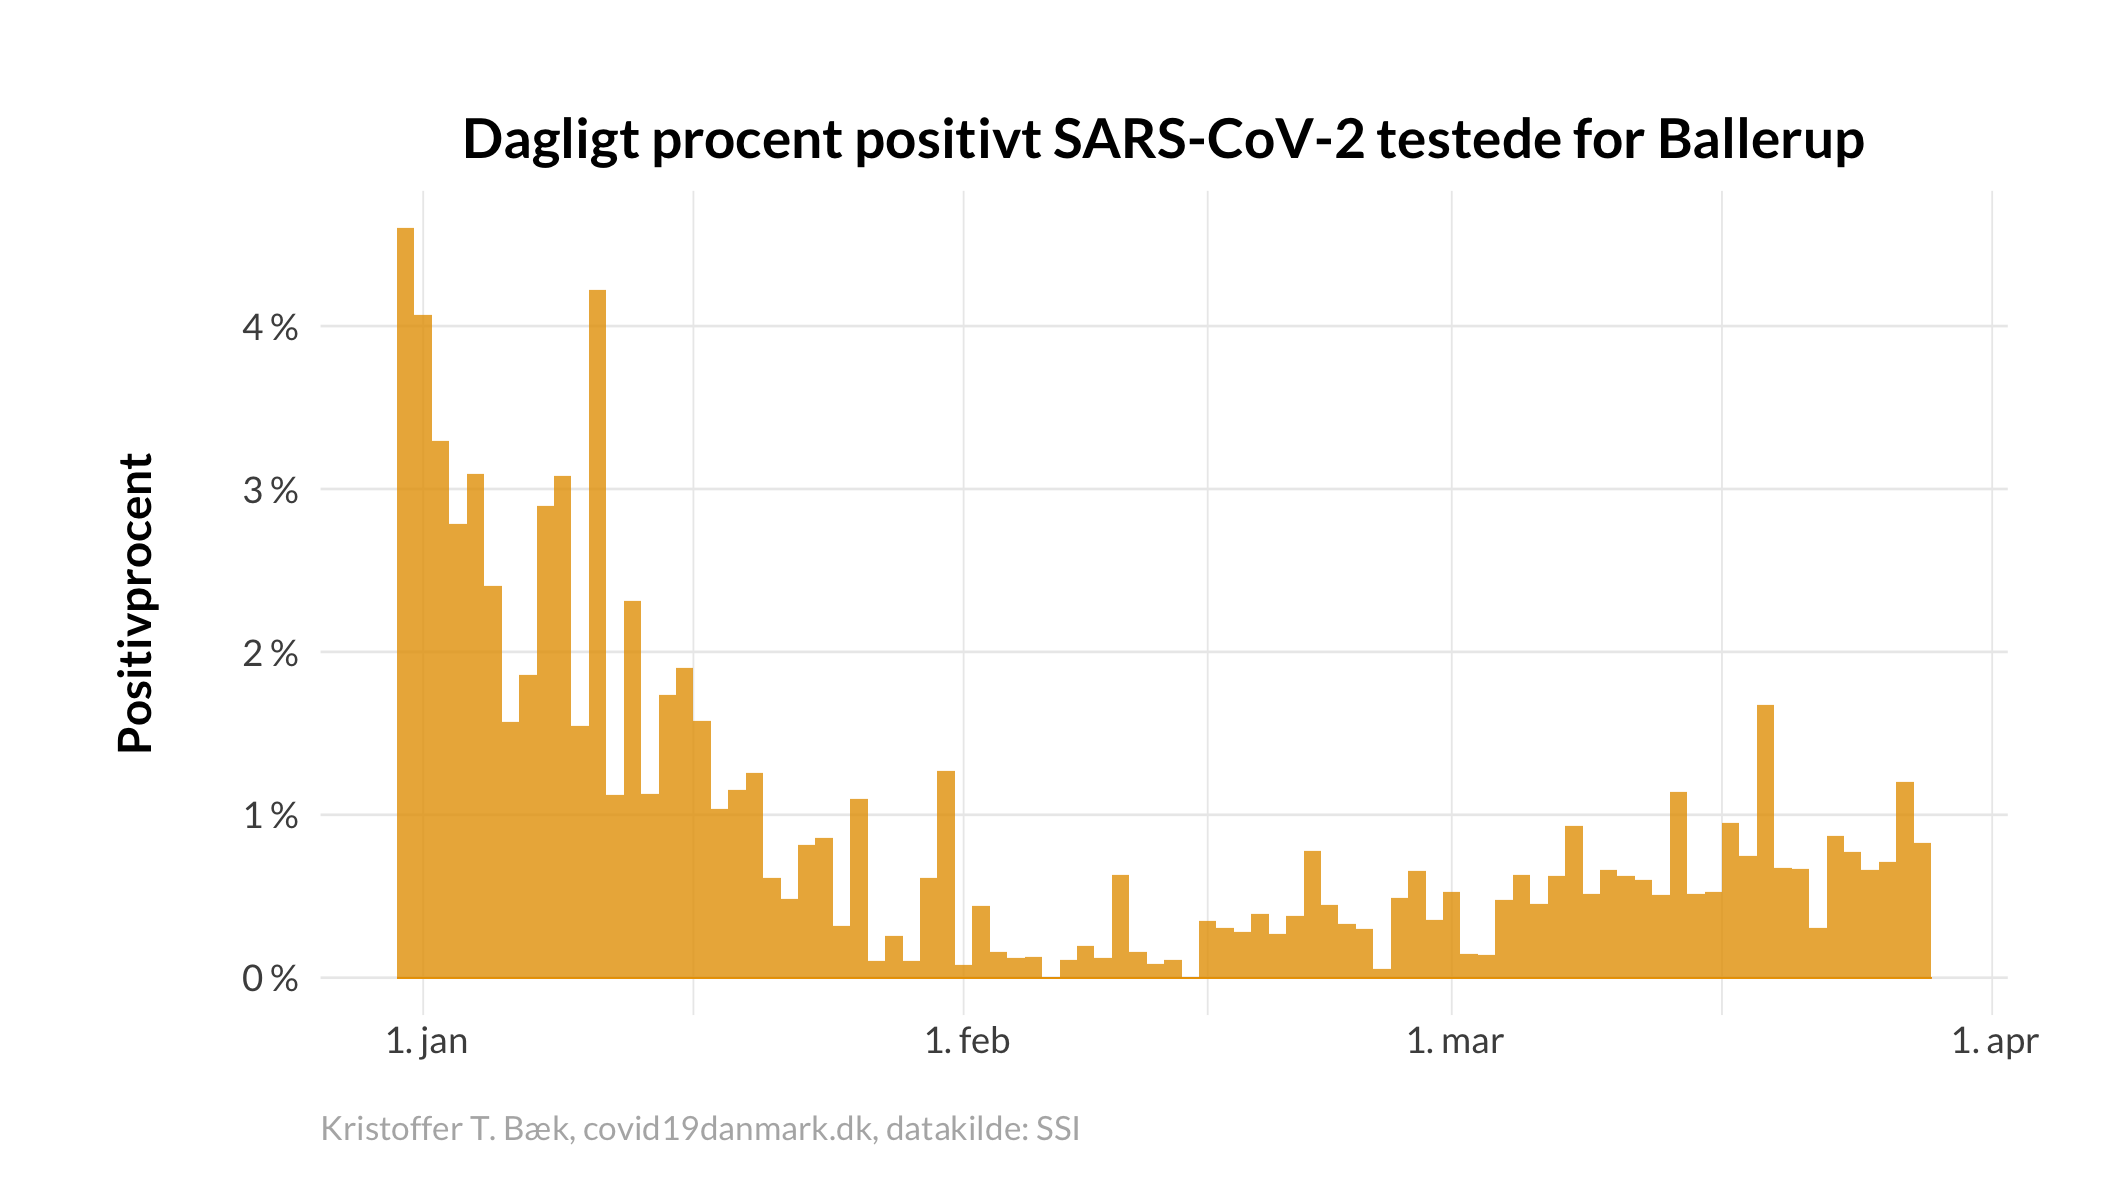 Dagligt procent positivt SARS-CoV-2 testede for Ballerup
Positivprocent
4 %
3 %
2 %
1 %
0 %
1. jan
1. feb
1. mar
1. apr
Kristoffer T. Bæk, covid19danmark.dk, datakilde: SSI